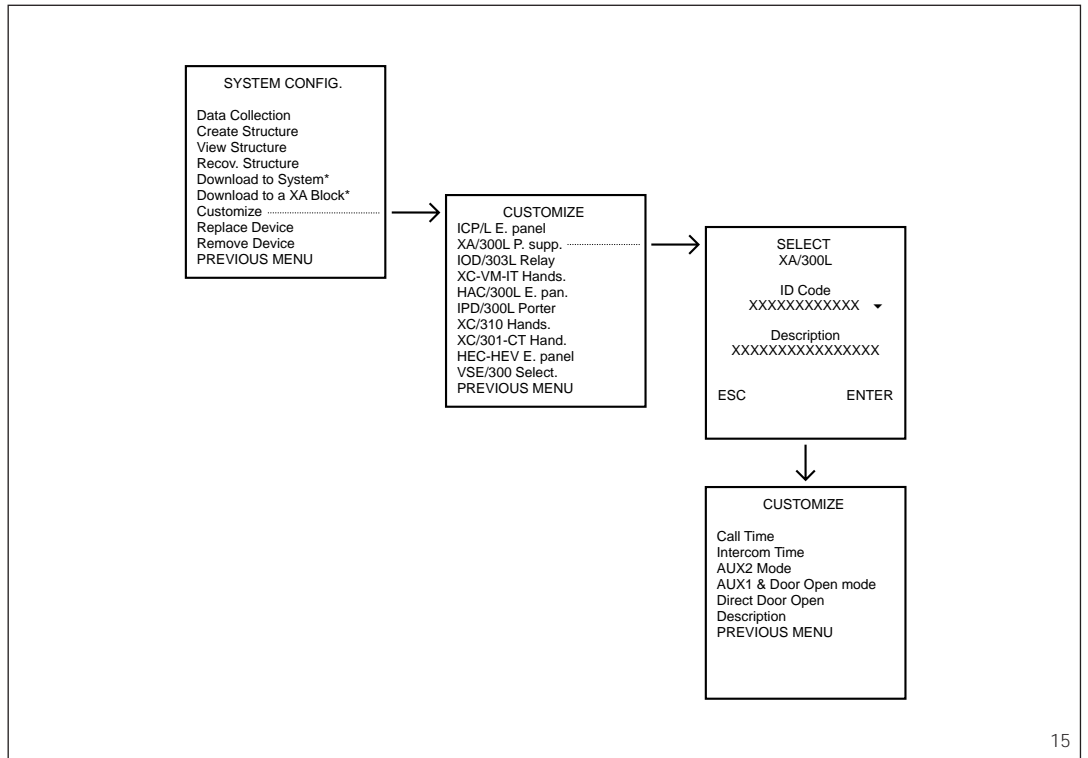 SYSTEM CONFIG.
Data Collection
Create Structure
View Structure
Recov. Structure
Download to System*
Download to a XA Block*
Customize
Replace Device
Remove Device
PREVIOUS MENU
CUSTOMIZE
ICP/L E. panel
XA/300L P. supp.
IOD/303L Relay
XC-VM-IT Hands.
HAC/300L E. pan.
IPD/300L Porter
XC/310 Hands.
XC/301-CT Hand.
HEC-HEV E. panel
VSE/300 Select.
PREVIOUS MENU
SELECT
XA/300L
ID Code
XXXXXXXXXXXX
Description
XXXXXXXXXXXXXXXX
ESC ENTER
CUSTOMIZE
Call Time
Intercom Time
AUX2 Mode
AUX1 & Door Open mode
Direct Door Open
Description
PREVIOUS MENU
15